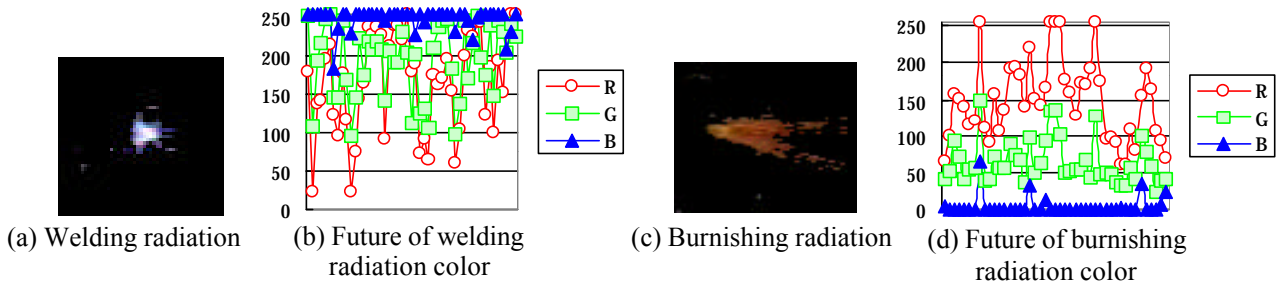 250
200
150
100
50
0
R
G
B
(a) Welding radiation
(b) Future of welding
radiation color
250
200
150
100
50
0
R
G
B
(c) Burnishing radiation
(d) Future of burnishing
radiation color